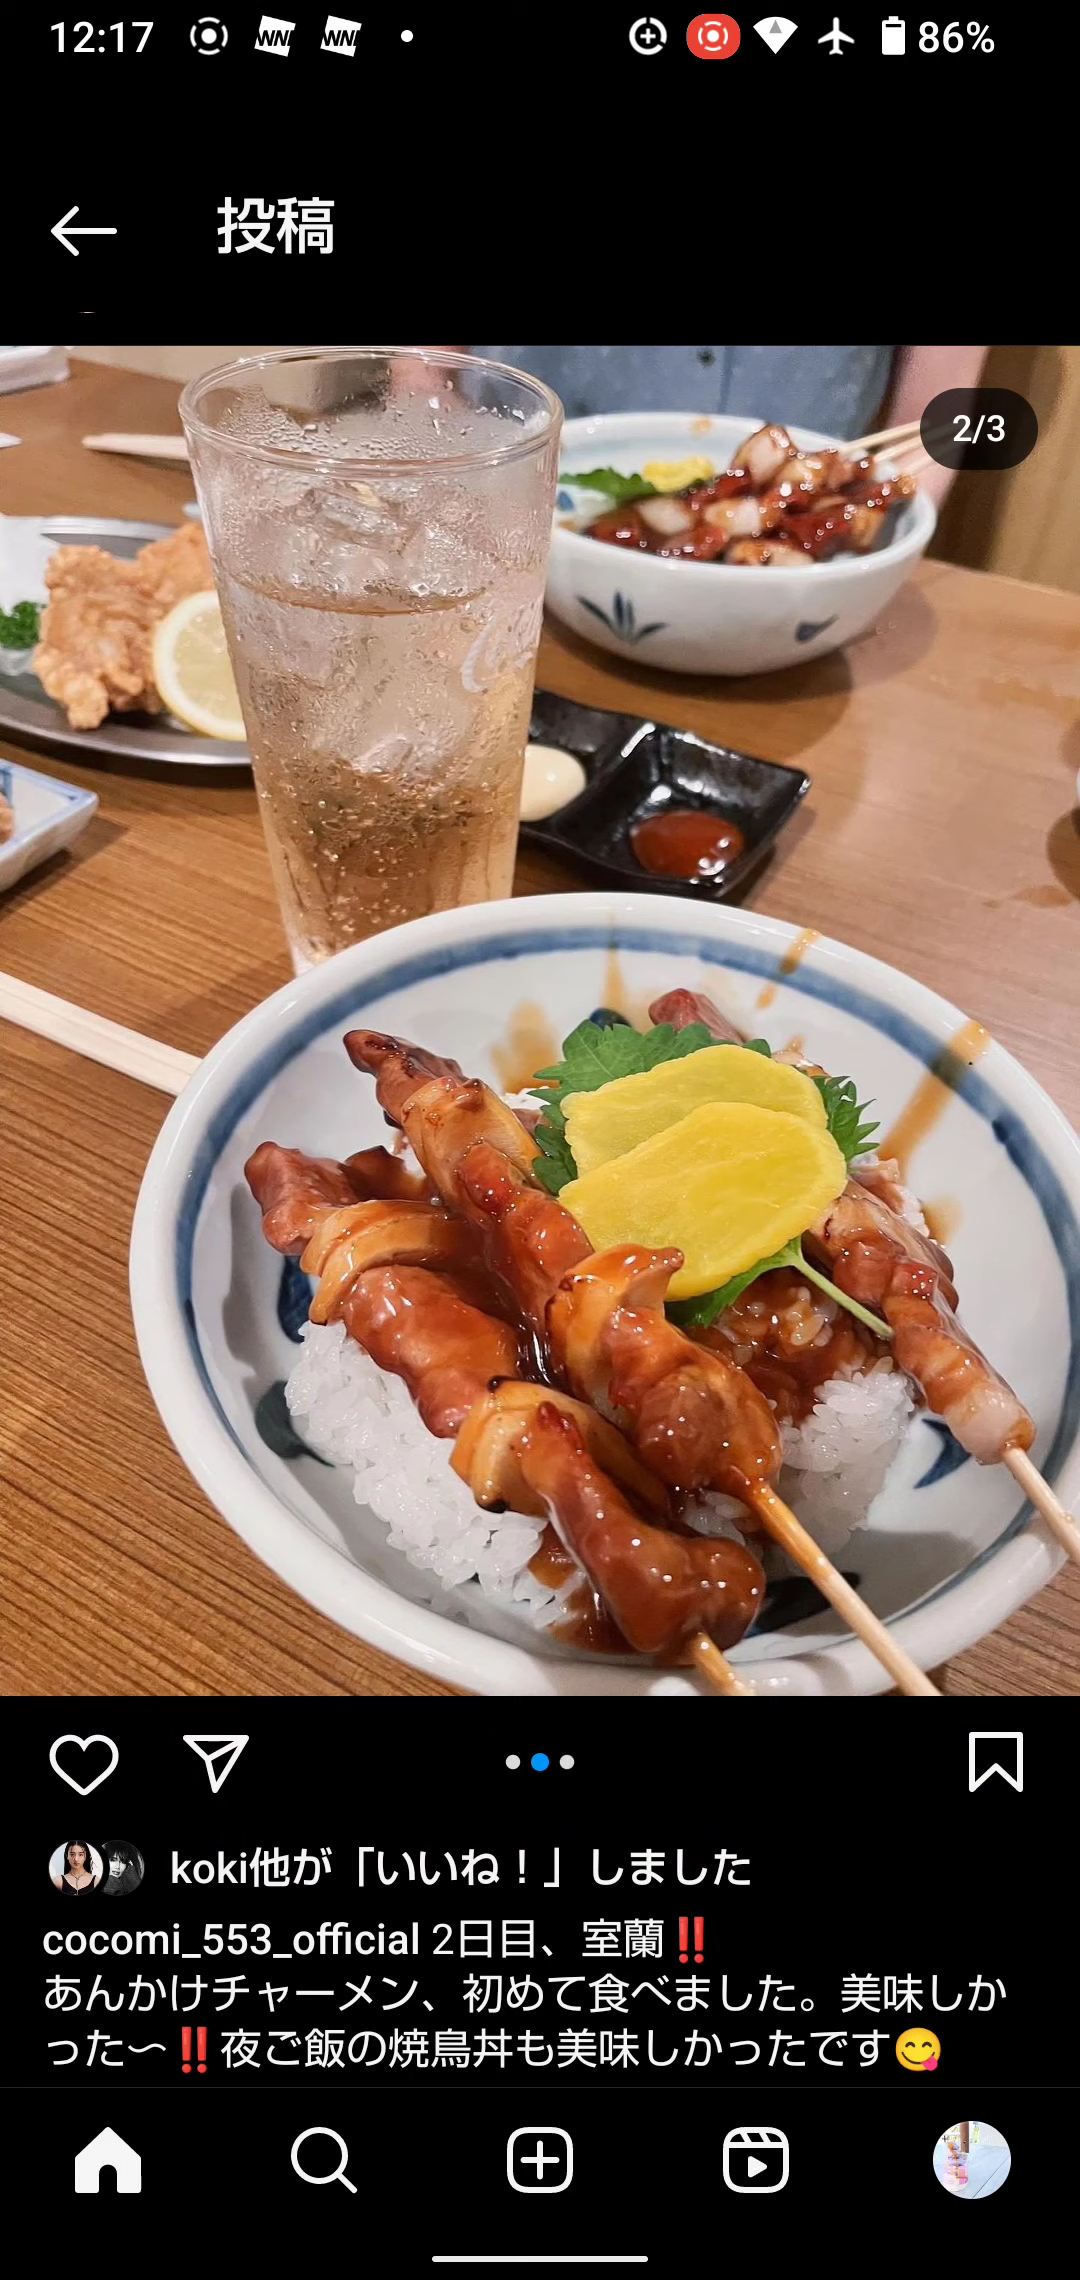 12:17 86%
投稿
2/3
koki他が「いいね！」しました
cocomi_553_official 2日目、室蘭‼️
あんかけチャーメン、初めて食べました。美味しか
った〜‼️夜ご飯の焼鳥丼も美味しかったです😋